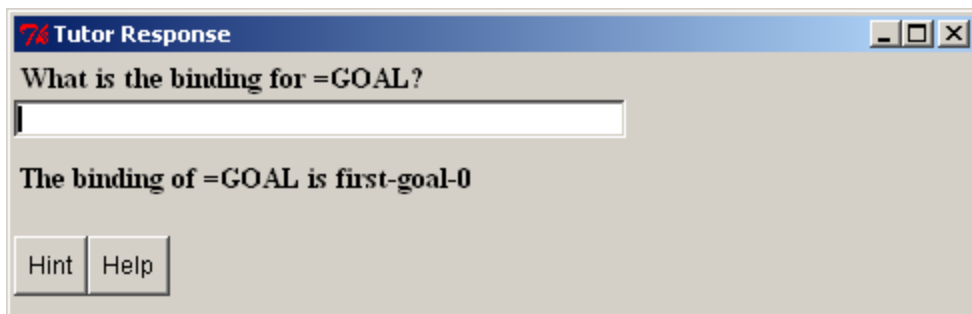 Tutor Response
What is the binding for =GOAL?
The binding of =GOAL is first-goal-0
Hint Help